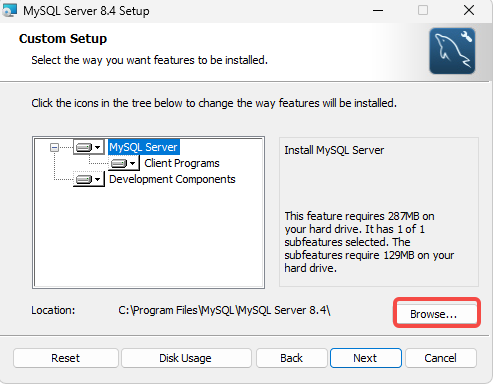 MySQL Server 8.4 Setup
Custom Setup
Select the way you want features to be installed.
Click the icons in the tree below to change the way features will be installed.
MySQL Server
Client Programs
Development Components
Install MySQL Server
This feature requires 287MB on
your hard drive. It has 1 of 1
subfeatures selected. The
subfeatures require 129MB on your
hard drive.
Location: C:\Program Files\MySQL\MySQL Server 8.4\
Browse...
Reset Disk Usage Back Next Cancel